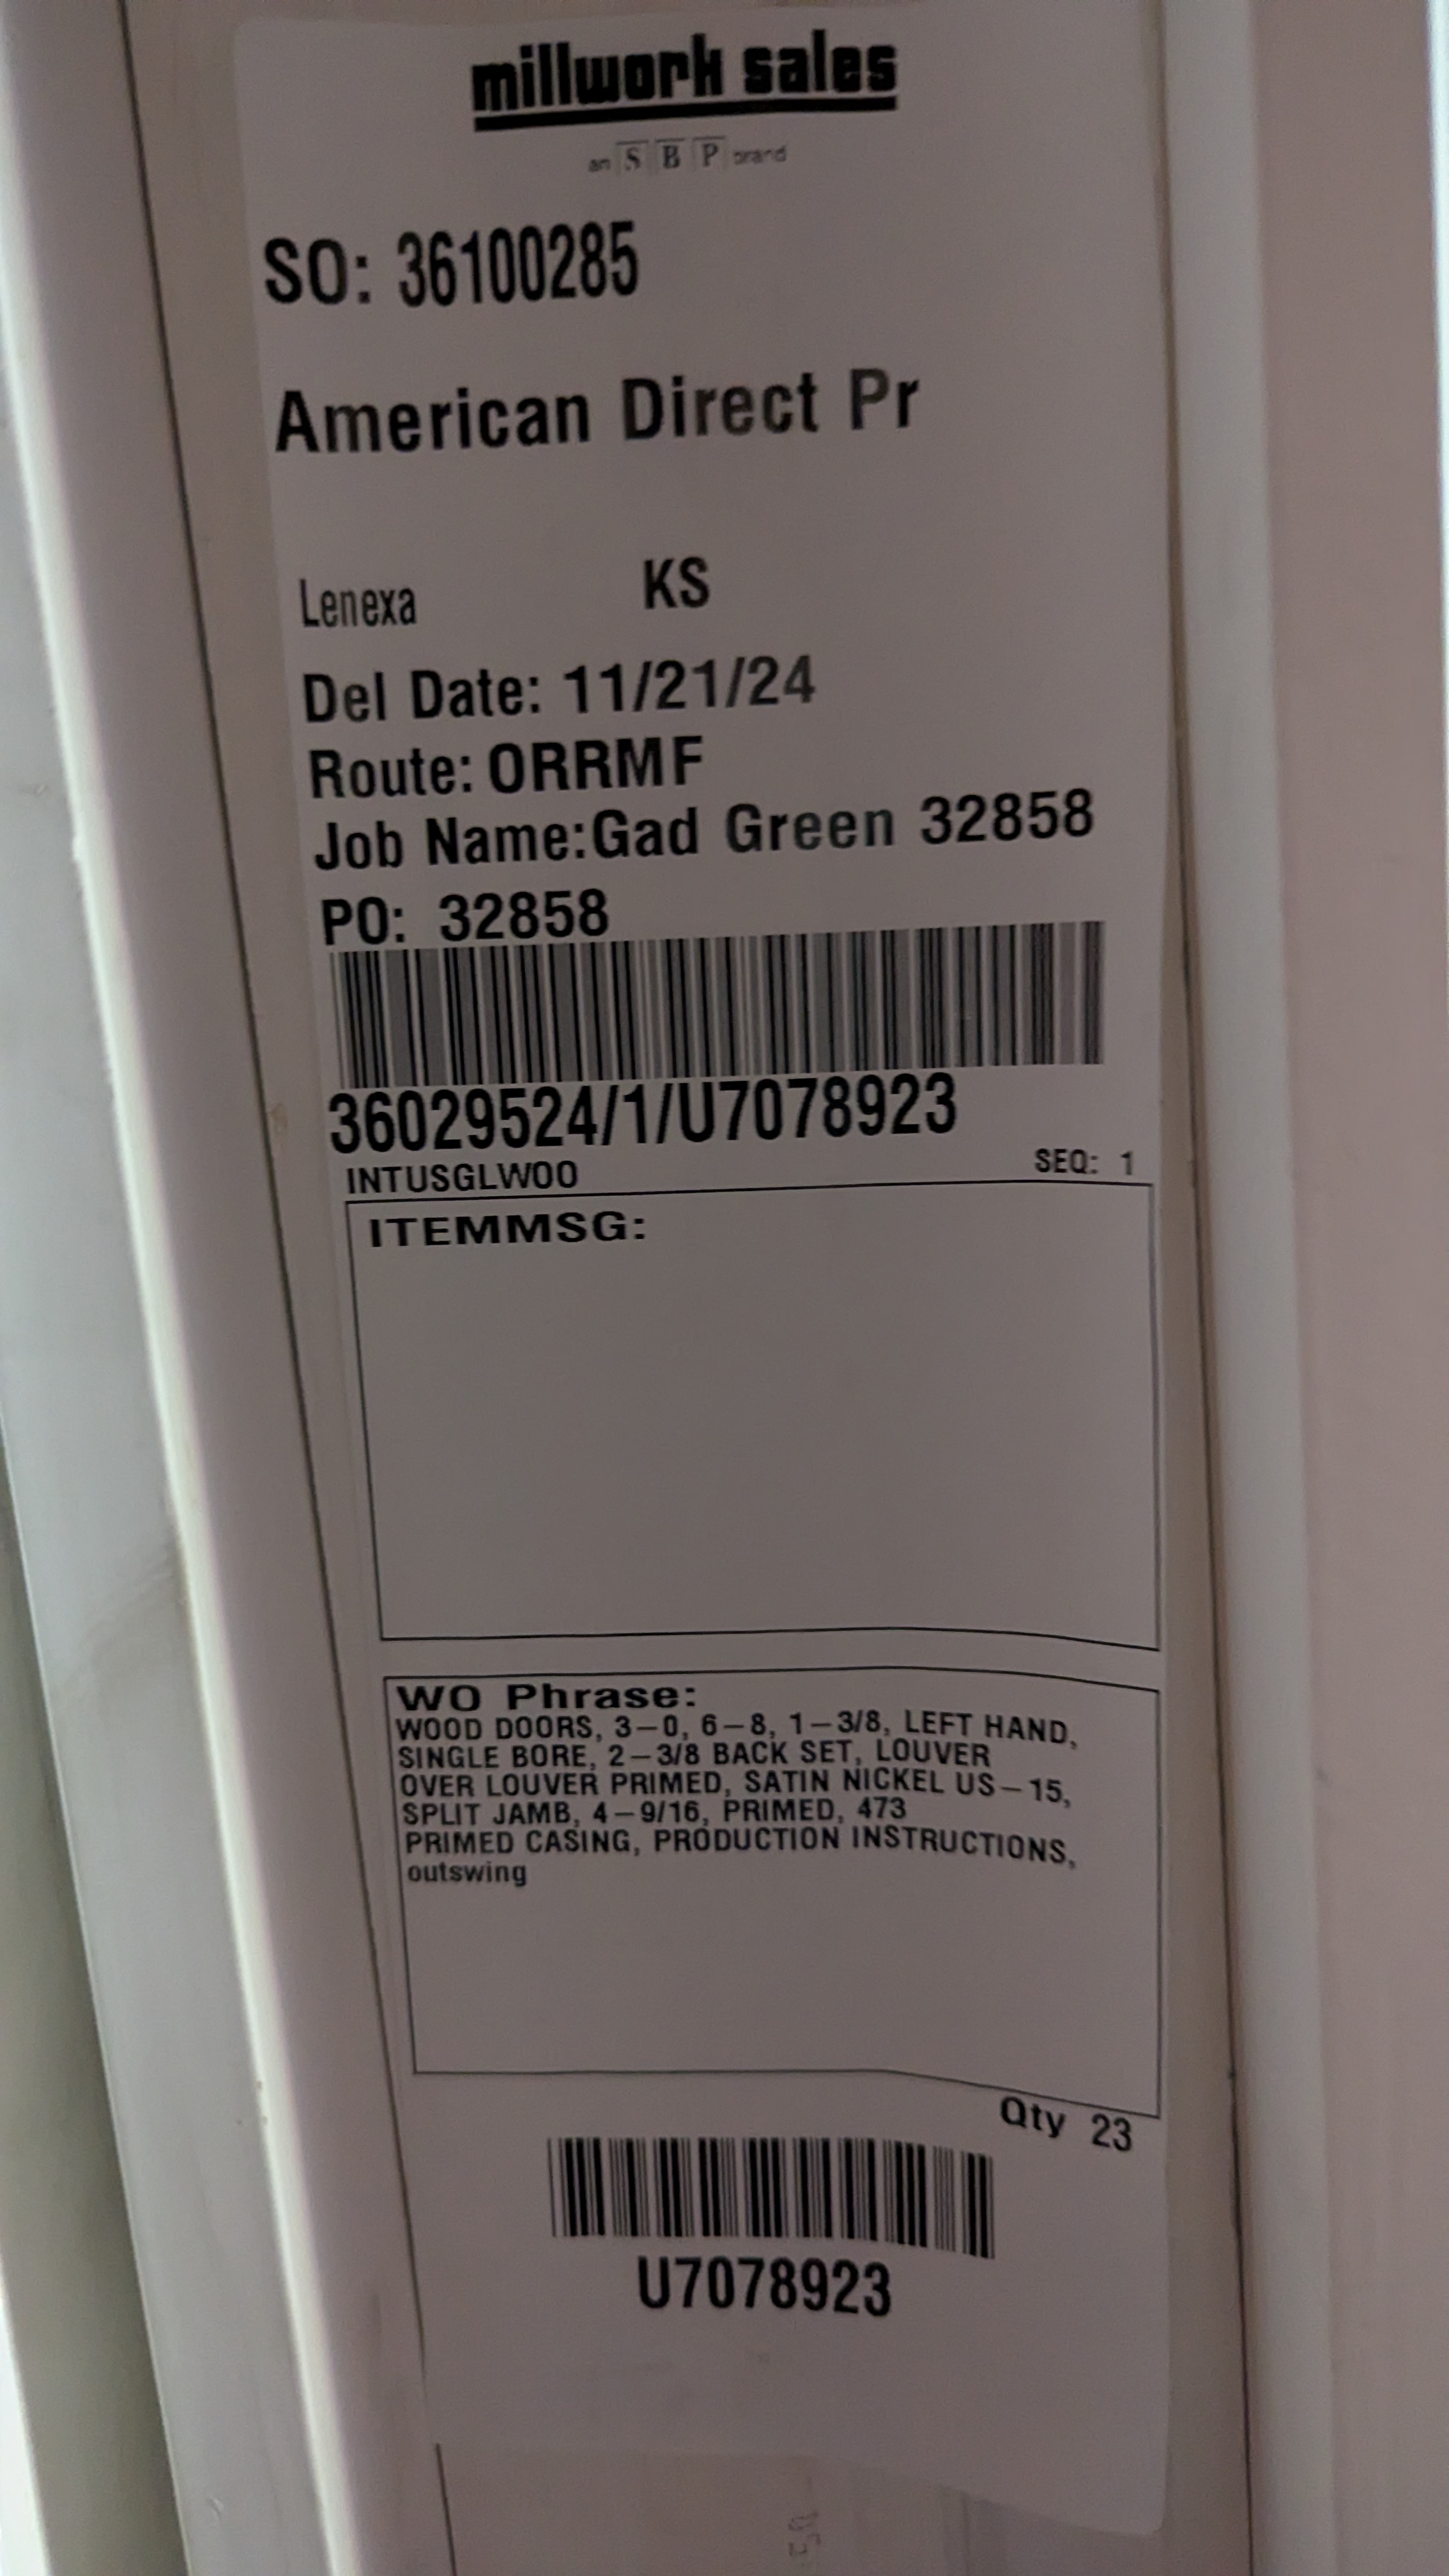 millwork sales
an S B P brand
SO: 36100285
American Direct Pr
Lenexa KS
Del Date: 11/21/24
Route: ORRMF
Job Name:Gad Green 32858
PO: 32858
36029524/1/U7078923
INTUSGLWOO SEQ: 1
ITEMMSG:
WO Phrase:
WOOD DOORS, 3-0, 6-8, 1-3/8, LEFT HAND,
SINGLE BORE, 2-3/8 BACK SET, LOUVER
OVER LOUVER PRIMED, SATIN NICKEL US-15,
SPLIT JAMB, 4-9/16, PRIMED, 473
PRIMED CASING, PRODUCTION INSTRUCTIONS,
outswing
Qty 23
U7078923